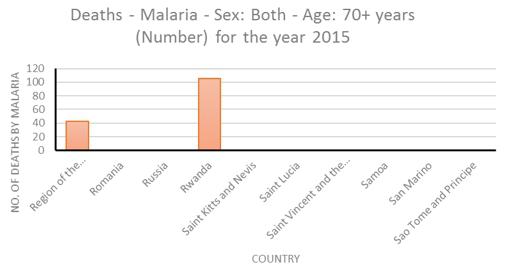 Deaths - Malaria - Sex: Both - Age: 70+ years
(Number) for the year 2015
NO. OF DEATHS BY MALARIA
120
100
80
60
40
20
0
Region of the...
Romania
Russia
Rwanda
Saint Kitts and Nevis
Saint Lucia
Saint Vincent and the...
Samoa
San Marino
Sao Tome and Principe
COUNTRY